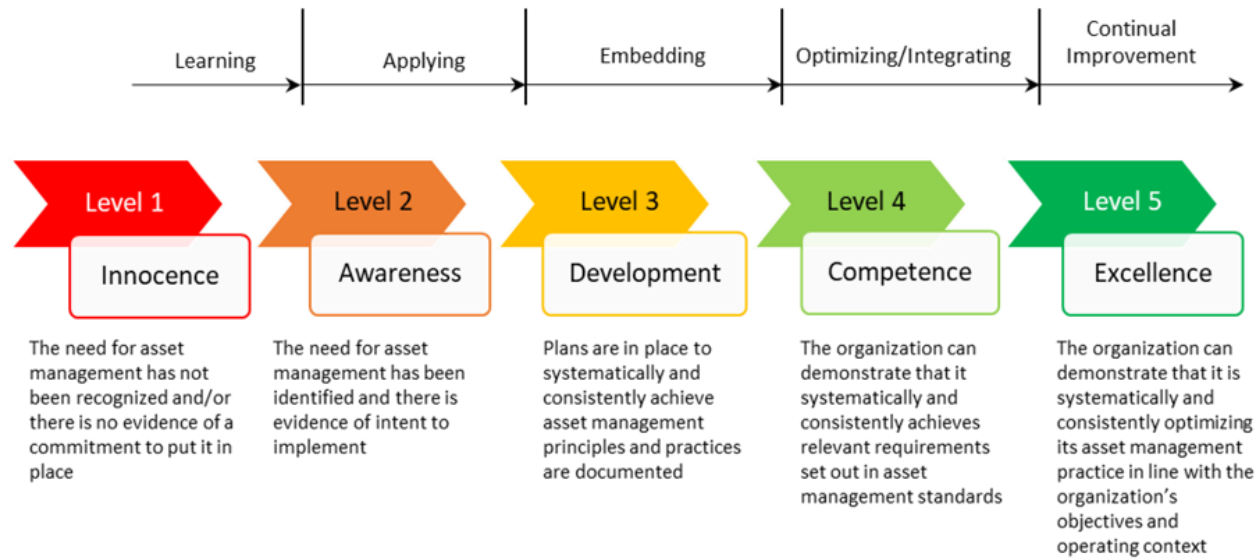 Learning
Applying
Embedding
Optimizing/Integrating
Continual
Improvement
Level 1
Innocence
The need for asset
management has not
been recognized and/or
there is no evidence of a
commitment to put it in
place
Level 2
Awareness
The need for asset
management has been
identified and there is
evidence of intent to
implement
Level 3
Development
Plans are in place to
systematically and
consistently achieve
asset management
principles and practices
are documented
Level 4
Competence
The organization can
demonstrate that it
systematically and
consistently achieves
relevant requirements
set out in asset
management standards
Level 5
Excellence
The organization can
demonstrate that it is
systematically and
consistently optimizing
its asset management
practice in line with the
organization’s
objectives and
operating context